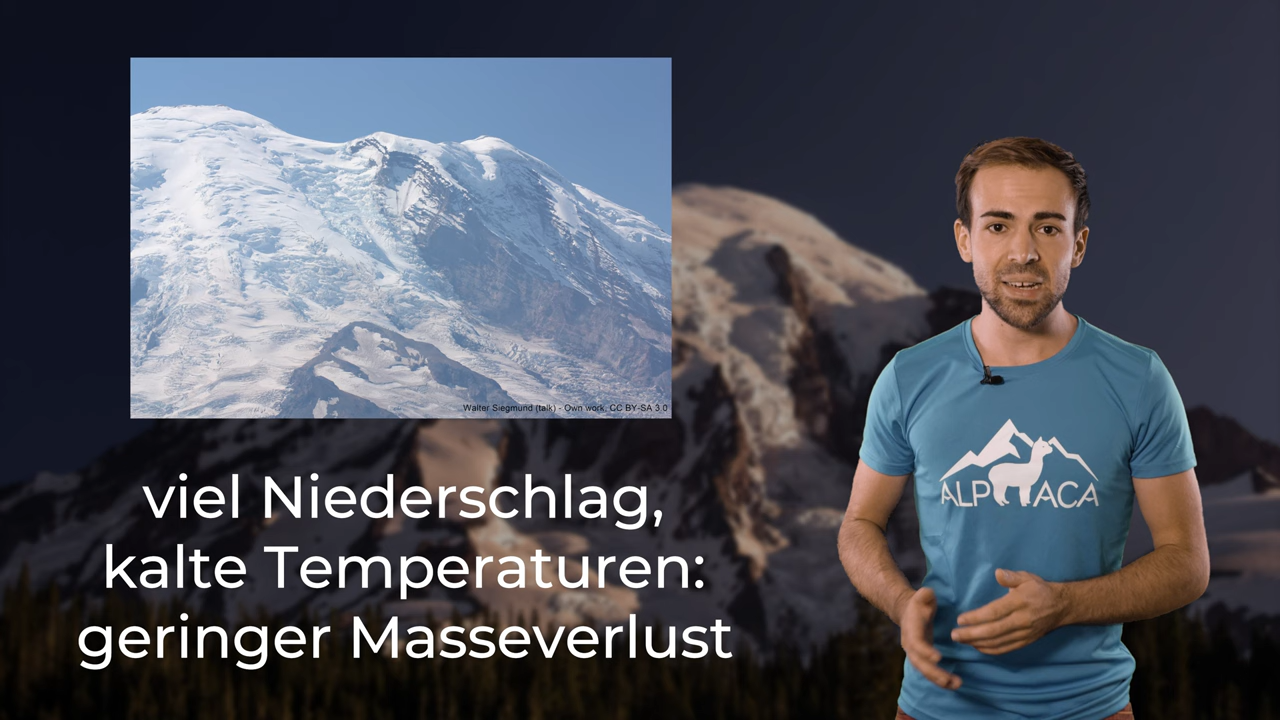 Walter Siegmund (talk) - Own work, CC BY-SA 3.0
viel Niederschlag,
kalte Temperaturen:
geringer Masseverlust
ALPACA